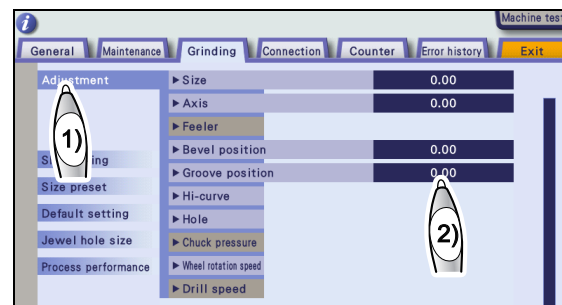 Machine test
General Maintenance Grinding Connection Counter Error history Exit
Adjustment
Size preset
Default setting
Jewel hole size
Process performance
►Size 0.00
►Axis 0.00
►Feeler
►Bevel position 0.00
►Groove position 0.00
►Hi-curve
►Hole
►Chuck pressure
►Wheel rotation speed
►Drill speed
1)
2)